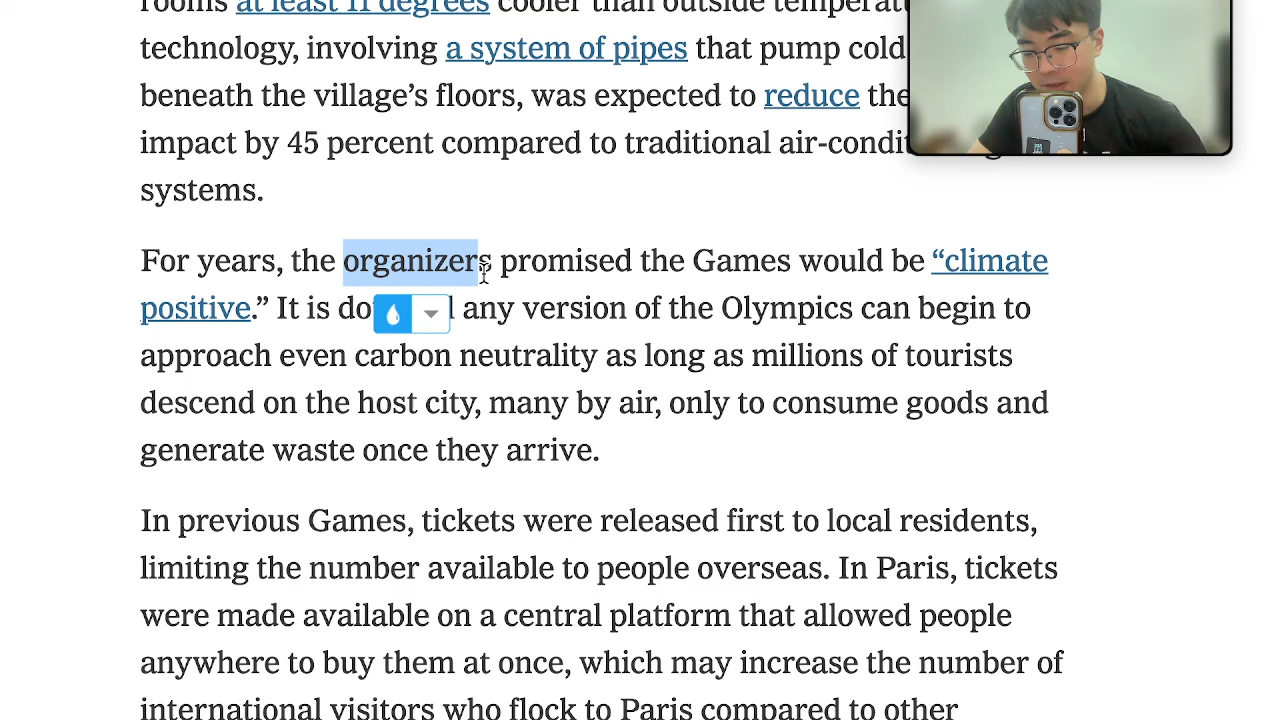 rooms at least 11 degrees cooler than outside
technology, involving a system of pipes that pump cold
beneath the village’s floors, was expected to reduce the
impact by 45 percent compared to traditional
systems.
For years, the organizers promised the Games would be “climate
positive.” It is any version of the Olympics can begin to
approach even carbon neutrality as long as millions of tourists
descend on the host city, many by air, only to consume goods and
generate waste once they arrive.
In previous Games, tickets were released first to local residents,
limiting the number available to people overseas. In Paris, tickets
were made available on a central platform that allowed people
anywhere to buy them at once, which may increase the number of
international visitors who flock to Paris compared to other